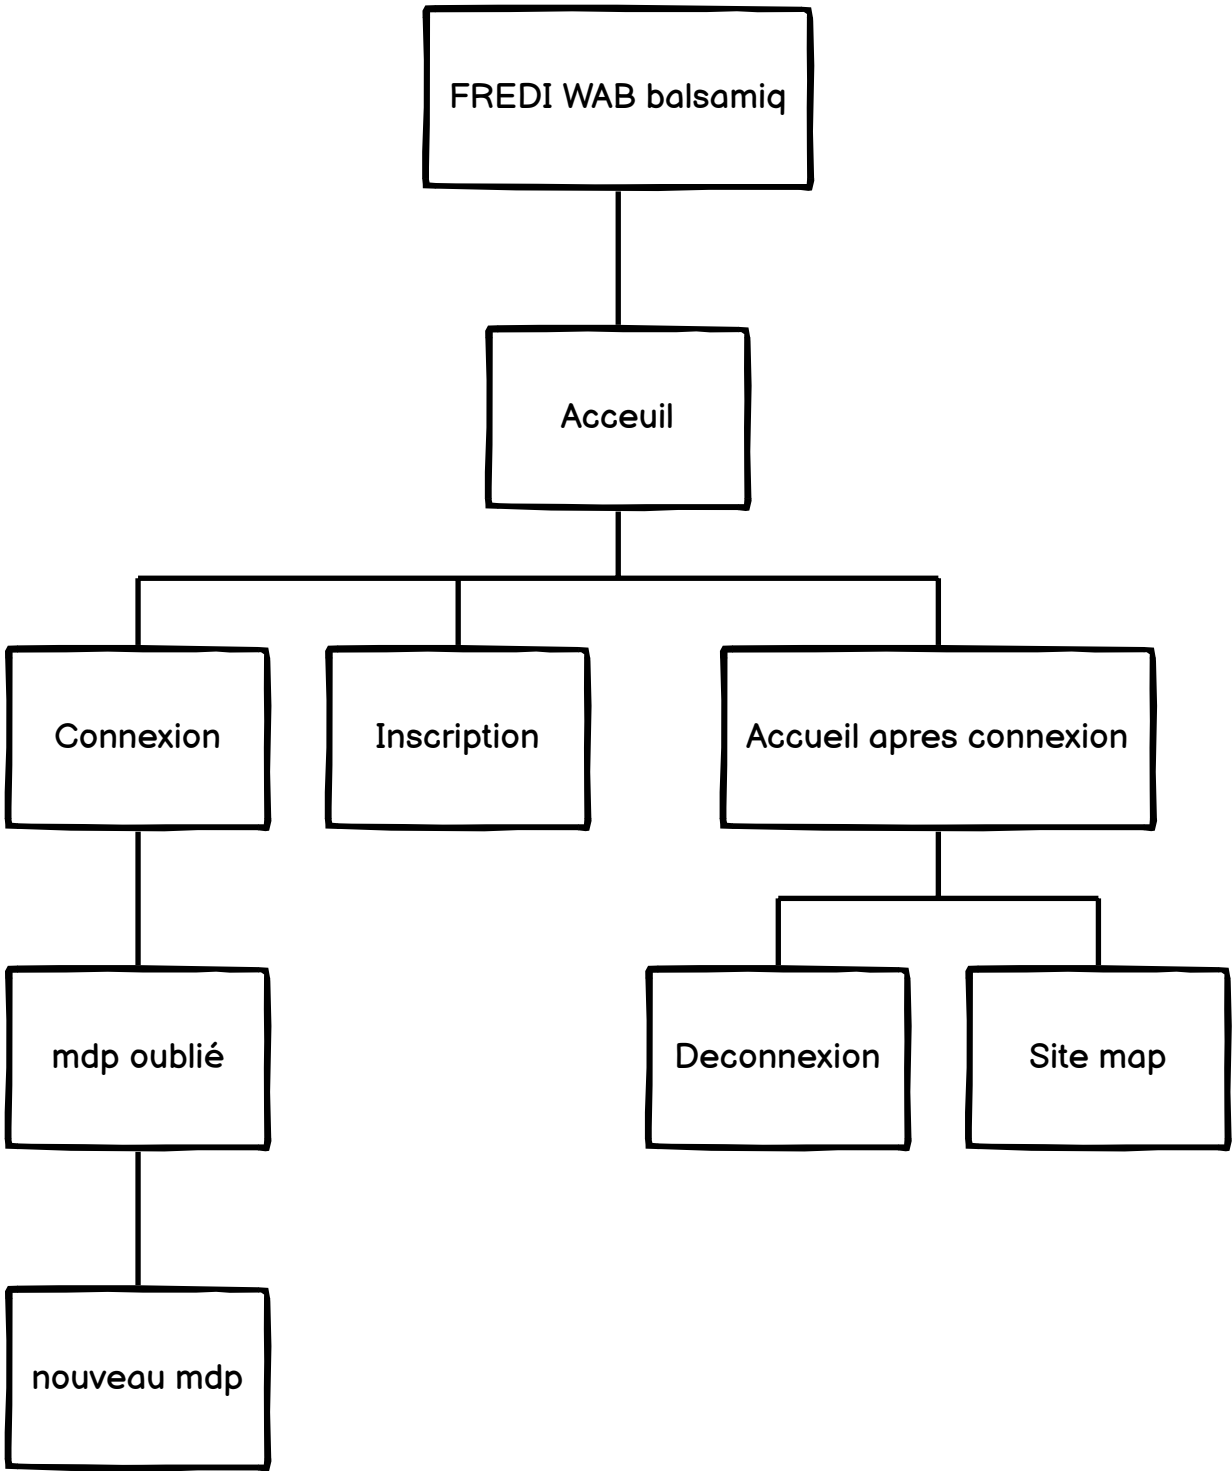 FREDI WAB balsamiq
Acceuil
Connexion
Inscription
Accueil apres connexion
mdp oublié
Deconnexion
Site map
nouveau mdp